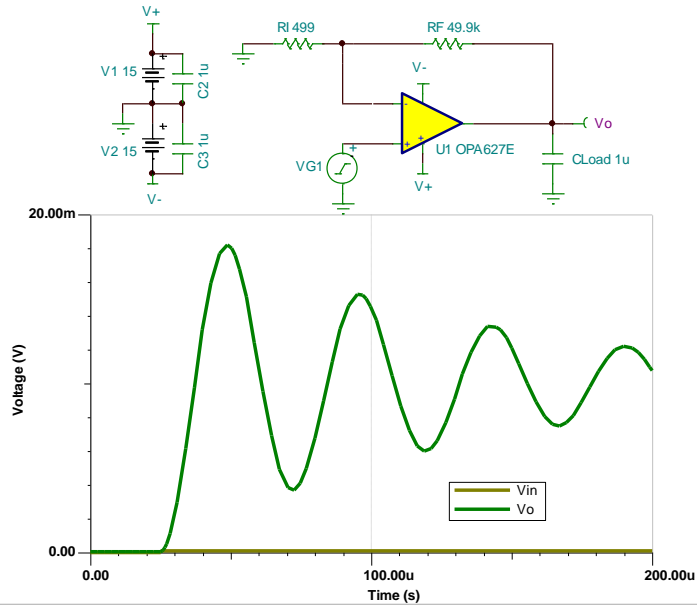 V+
V1 15
+
C2 1u
V2 15
+
C3 1u
V-
RI 499
RF 49.9k
V-
-
+
+
U1 OPA627E
V+
VG1
+
Vo
CLoad 1u
20.00m
Voltage (V)
0.00
Vin
Vo
0.00
100.00u
200.00u
Time (s)